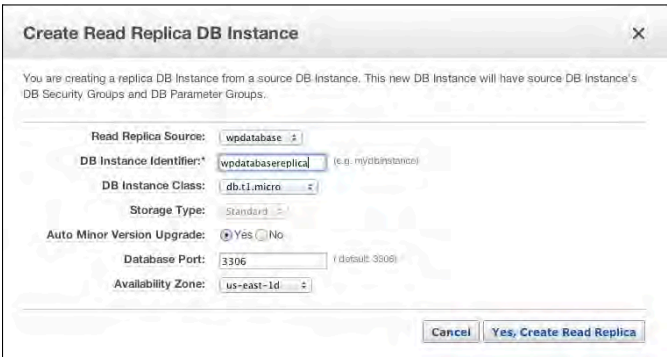 Create Read Replica DB Instance ×
You are creating a replica DB Instance from a source DB Instance. This new DB Instance will have source DB Instance's
DB Security Groups and DB Parameter Groups.
Read Replica Source: wpdatabase
DB Instance Identifier:* wpdatabasereplica (e.g. mydbinstance)
DB Instance Class: db.t1.micro
Storage Type: Standard
Auto Minor Version Upgrade: Yes No
Database Port: 3306 ( default: 3306)
Availability Zone: us-east-1d
Cancel Yes, Create Read Replica